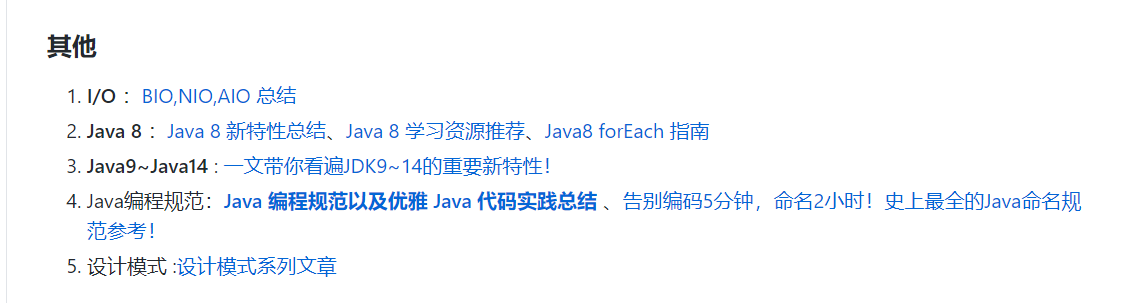 其他
1. I/O ：BIO,NIO,AIO 总结
2. Java 8 ：Java 8 新特性总结、Java 8 学习资源推荐、Java8 forEach 指南
3. Java9~Java14 : 一文带你看遍JDK9~14的重要新特性！
4. Java编程规范：Java 编程规范以及优雅 Java 代码实践总结 、告别编码5分钟，命名2小时！史上最全的Java命名规
范参考！
5. 设计模式 :设计模式系列文章